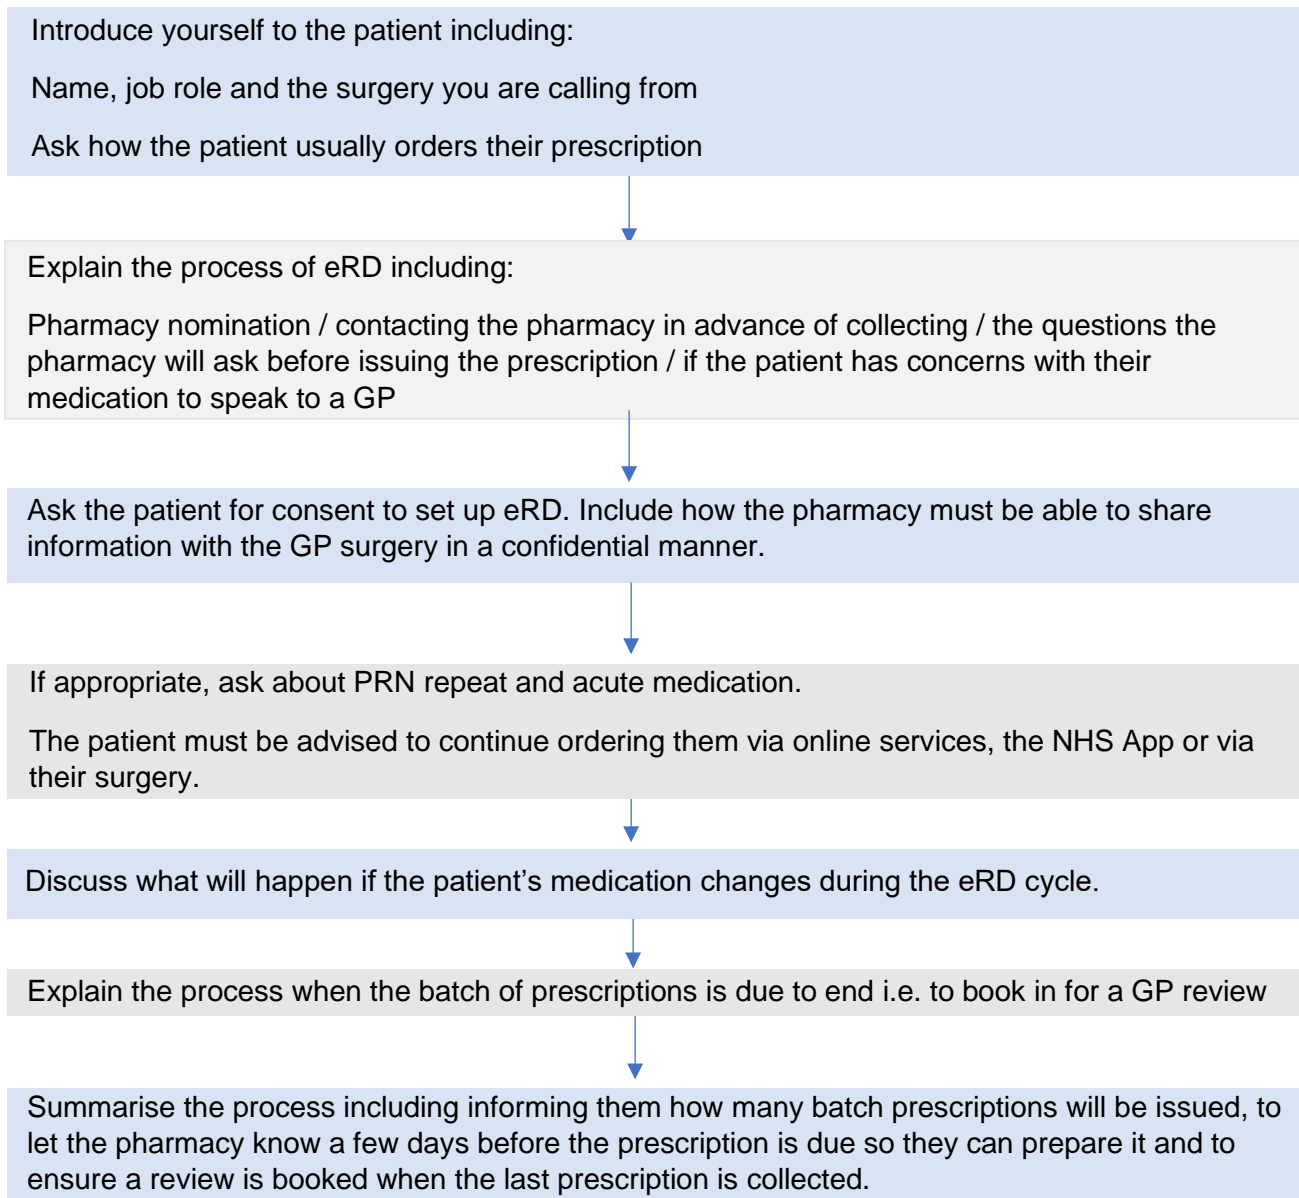 Introduce yourself to the patient including:
Name, job role and the surgery you are calling from
Ask how the patient usually orders their prescription
Explain the process of eRD including:
Pharmacy nomination / contacting the pharmacy in advance of collecting / the questions the
pharmacy will ask before issuing the prescription / if the patient has concerns with their
medication to speak to a GP
Ask the patient for consent to set up eRD. Include how the pharmacy must be able to share
information with the GP surgery in a confidential manner.
If appropriate, ask about PRN repeat and acute medication.
The patient must be advised to continue ordering them via online services, the NHS App or via
their surgery.
Discuss what will happen if the patient’s medication changes during the eRD cycle.
Explain the process when the batch of prescriptions is due to end i.e. to book in for a GP review
Summarise the process including informing them how many batch prescriptions will be issued, to
let the pharmacy know a few days before the prescription is due so they can prepare it and to
ensure a review is booked when the last prescription is collected.